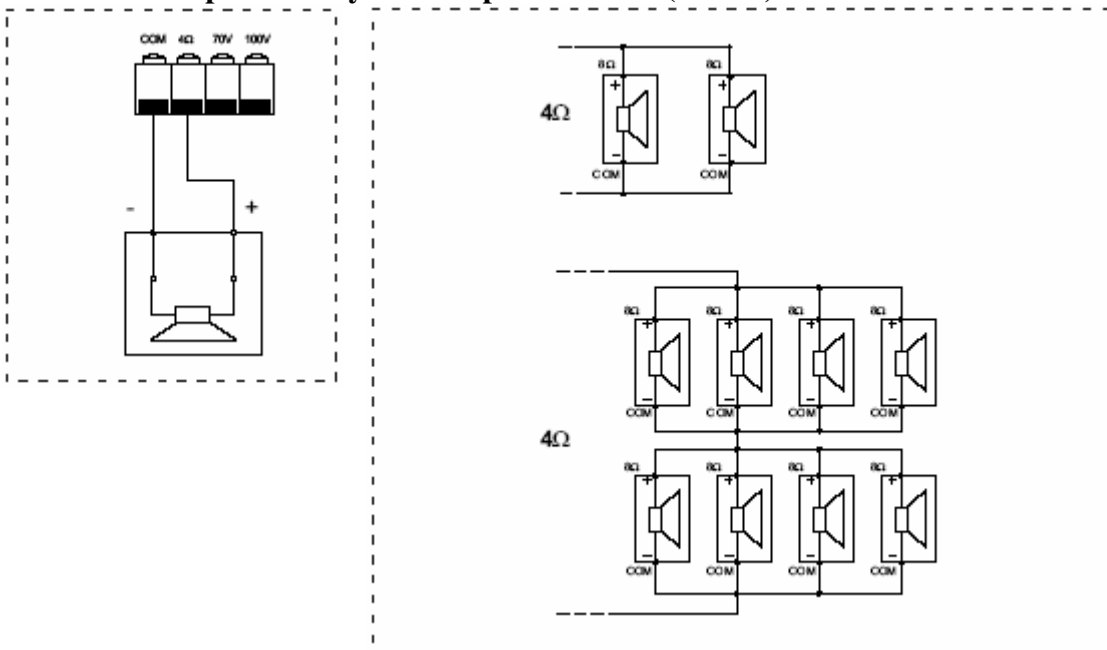 COM 4Ω 70V 100V
- +
8Ω 8Ω
+ +
4Ω
- -
COM COM
8Ω 8Ω 8Ω 8Ω
+ + + +
- - - -
COM COM COM COM
4Ω
8Ω 8Ω 8Ω 8Ω
+ + + +
- - - -
COM COM COM COM